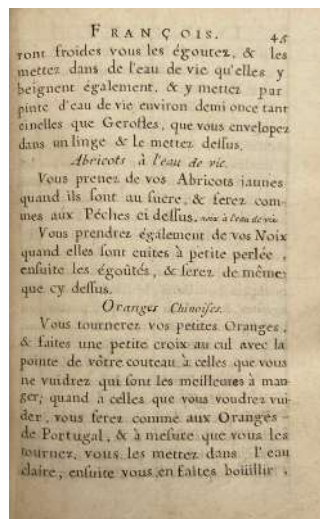 FRANÇOIS. 45
ront froides vous les égoutez, & les
mettez dans de l'eau de vie qu'elles y
beignent également, & y mettez par
pinte d'eau de vie environ demi once tant
cinelles que Gerofles, que vous envelopez
dans un linge & le mettez dessus.
Abricots à l'eau de vie.
Vous prenez de vos Abricots jaunes
quand ils sont au sucre, & ferez com-
mes aux Pêches ci dessus. noix à l'eau de vie
Vous prendrez également de vos Noix
quand elles sont cuites à petite perlée,
ensuite les égoûtés, & ferez de même
que cy dessus.
Oranges Chinoises.
Vous tournerez vos petites Oranges,
& faites une petite croix au cul avec la
pointe de vôtre couteau à celles que vous
ne vuidrez qui sont les meilleures à man-
ger; quand à celles que vous voudrez vui-
der, vous ferez comme aux Oranges
de Portugal, & à mesure que vous les
tournez, vous les mettez dans l'eau
claire, ensuite vous en faites boüillir